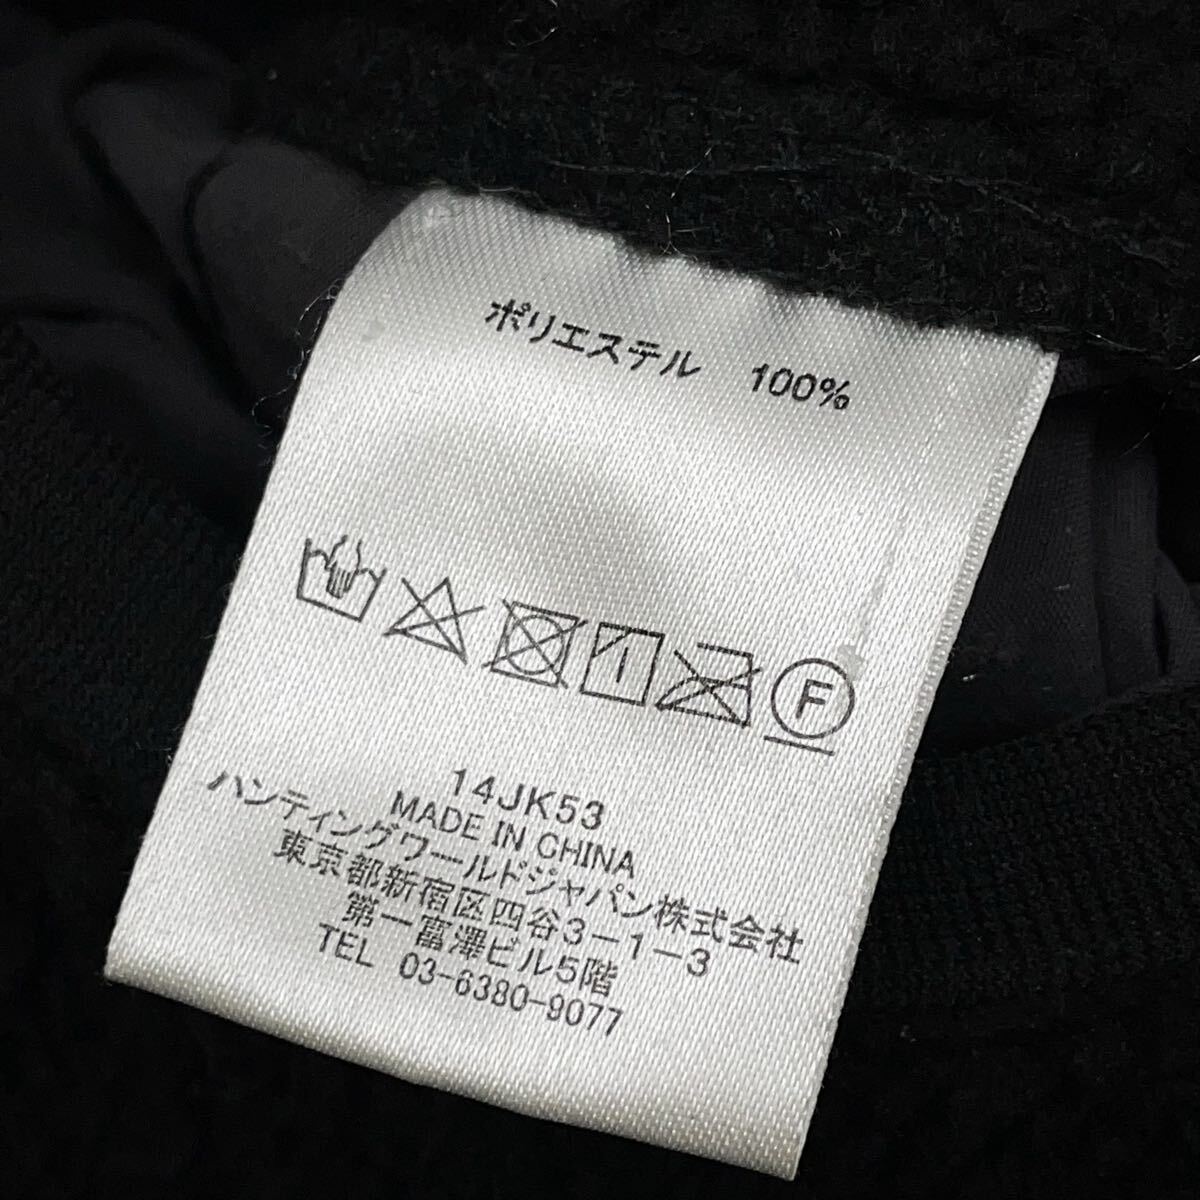 ポリエステル 100%
F
14JK53
MADE IN CHINA
ハンティングワールドジャパン株式会社
東京都新宿区四谷3-1-3
第一富澤ビル5階
TEL 03-6380-9077